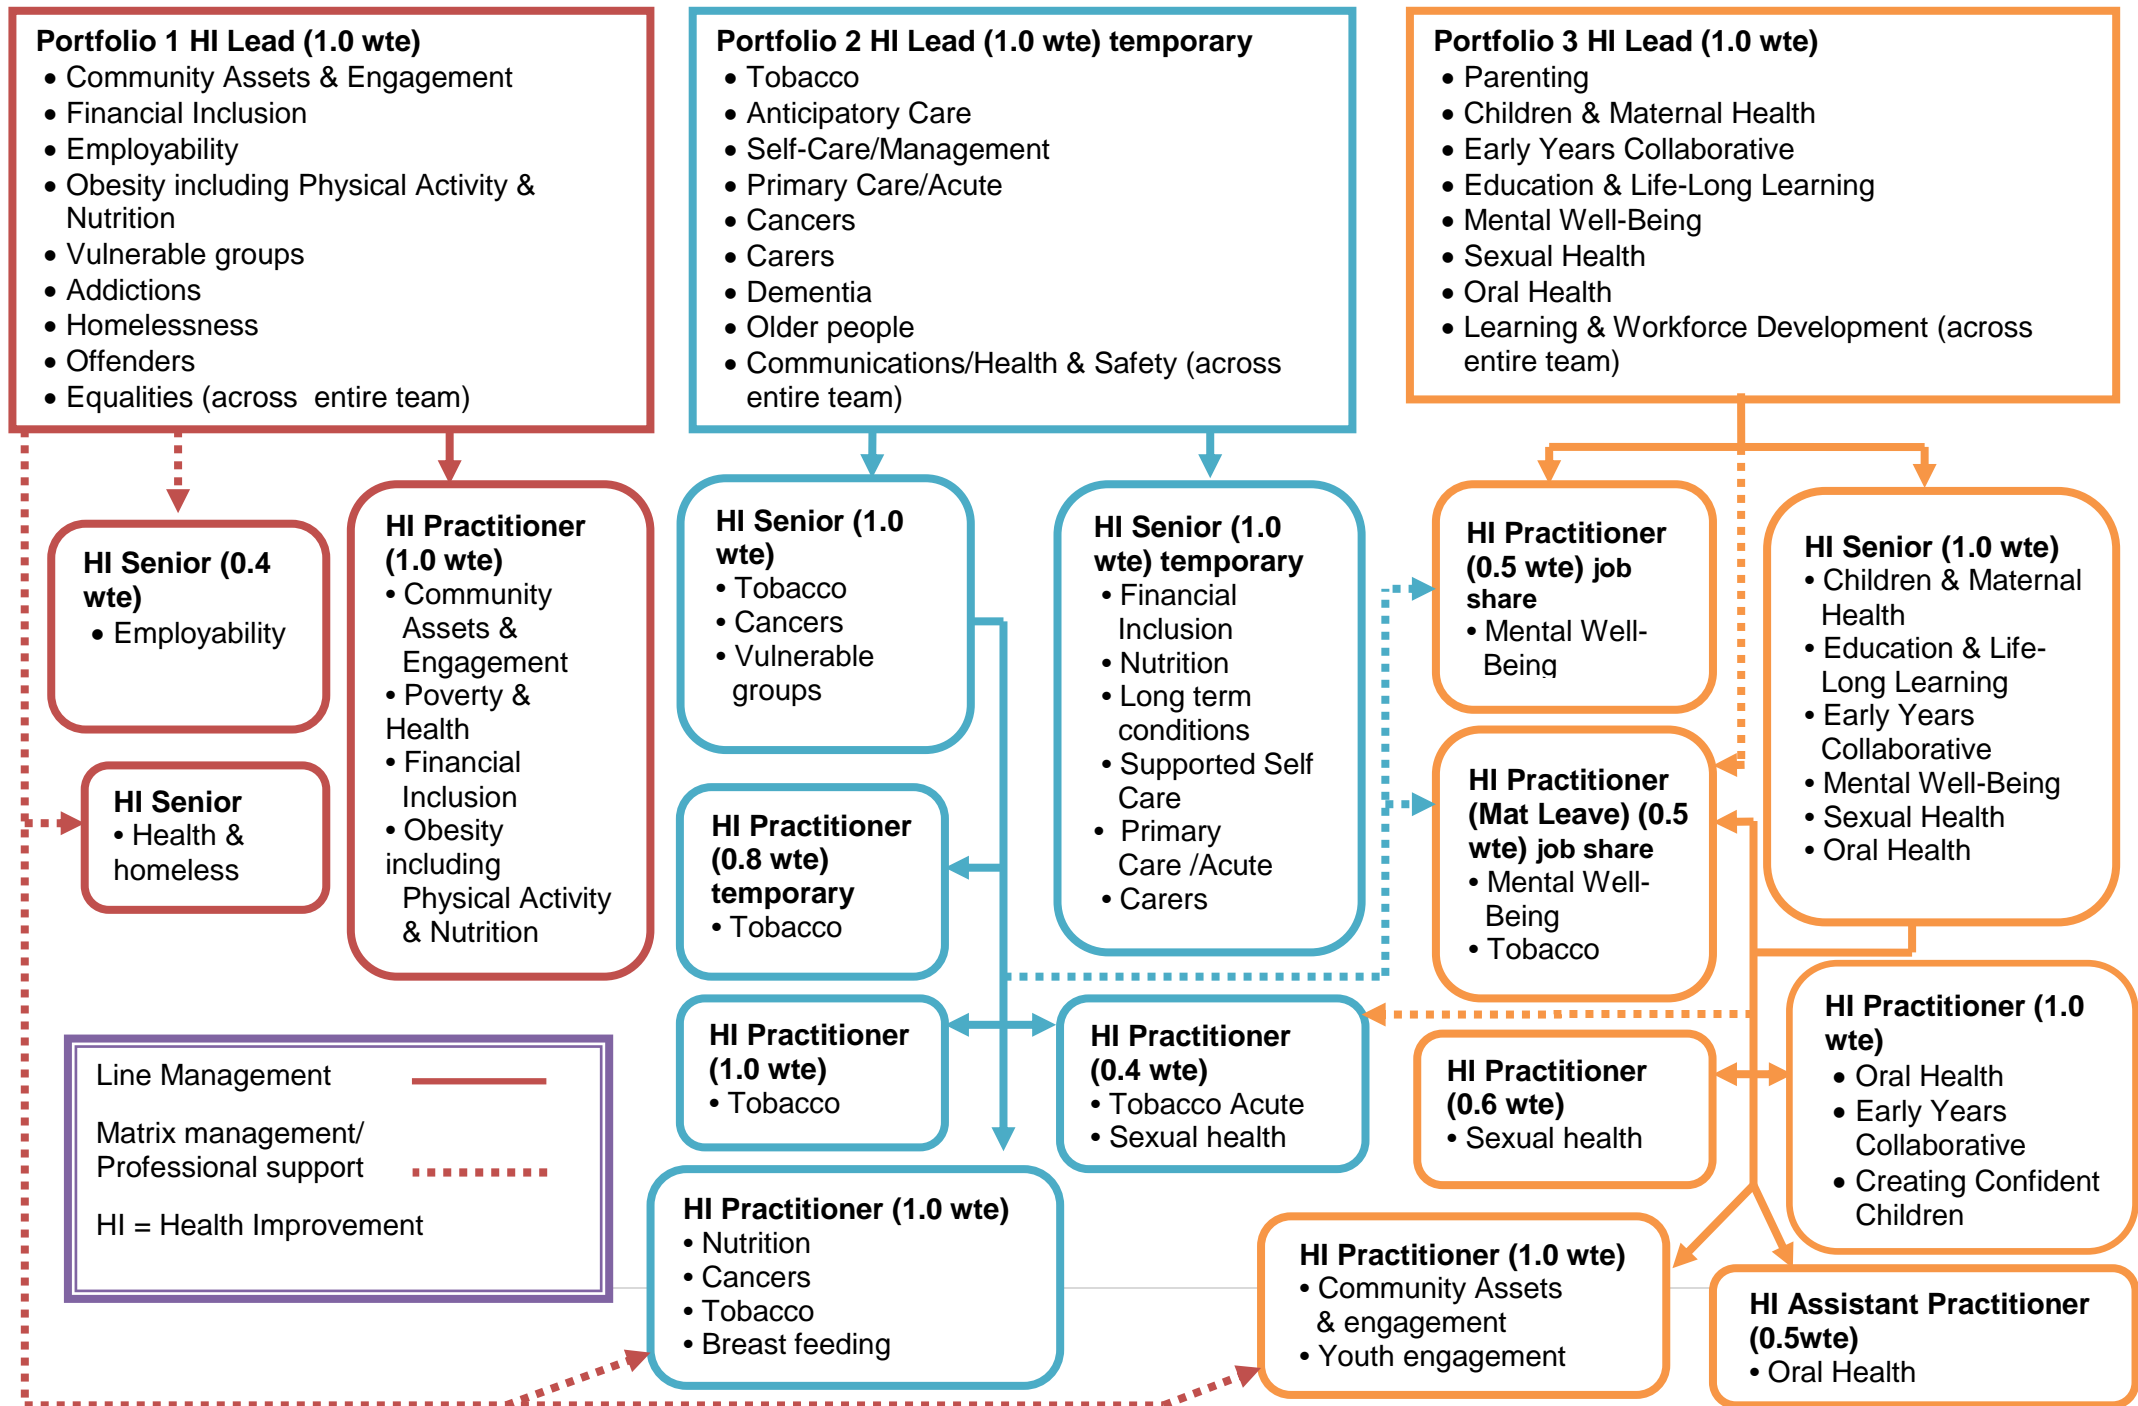 Portfolio 1 HI Lead (1.0 wte)
• Community Assets & Engagement
• Financial Inclusion
• Employability
• Obesity including Physical Activity &
Nutrition
• Vulnerable groups
• Addictions
• Homelessness
• Offenders
• Equalities (across entire team)
Portfolio 2 HI Lead (1.0 wte) temporary
• Tobacco
• Anticipatory Care
• Self-Care/Management
• Primary Care/Acute
• Cancers
• Carers
• Dementia
• Older people
• Communications/Health & Safety (across
entire team)
Portfolio 3 HI Lead (1.0 wte)
• Parenting
• Children & Maternal Health
• Early Years Collaborative
• Education & Life-Long Learning
• Mental Well-Being
• Sexual Health
• Oral Health
• Learning & Workforce Development (across
entire team)
HI Senior (0.4
wte)
• Employability
HI Senior
• Health &
homeless
HI Practitioner
(1.0 wte)
• Community
Assets &
Engagement
• Poverty &
Health
• Financial
Inclusion
• Obesity
including
Physical Activity
& Nutrition
HI Senior (1.0
wte)
• Tobacco
• Cancers
• Vulnerable
groups
HI Senior (1.0
wte) temporary
• Financial
Inclusion
• Nutrition
• Long term
conditions
• Supported Self
Care
• Primary
Care /Acute
• Carers
HI Practitioner
(0.8 wte)
temporary
• Tobacco
HI Practitioner
(1.0 wte)
• Tobacco
HI Practitioner
(0.4 wte)
• Tobacco Acute
• Sexual health
HI Practitioner (1.0 wte)
• Nutrition
• Cancers
• Tobacco
• Breast feeding
HI Practitioner
(0.5 wte) job
share
• Mental Well-
Being
HI Practitioner
(Mat Leave) (0.5
wte) job share
• Mental Well-
Being
• Tobacco
HI Senior (1.0 wte)
• Children & Maternal
Health
• Education & Life-
Long Learning
• Early Years
Collaborative
• Mental Well-Being
• Sexual Health
• Oral Health
HI Practitioner
(0.6 wte)
• Sexual health
HI Practitioner (1.0
wte)
• Oral Health
• Early Years
Collaborative
• Creating Confident
Children
HI Practitioner (1.0 wte)
• Community Assets
& engagement
• Youth engagement
HI Assistant Practitioner
(0.5wte)
• Oral Health
Line Management
Matrix management/
Professional support
HI = Health Improvement